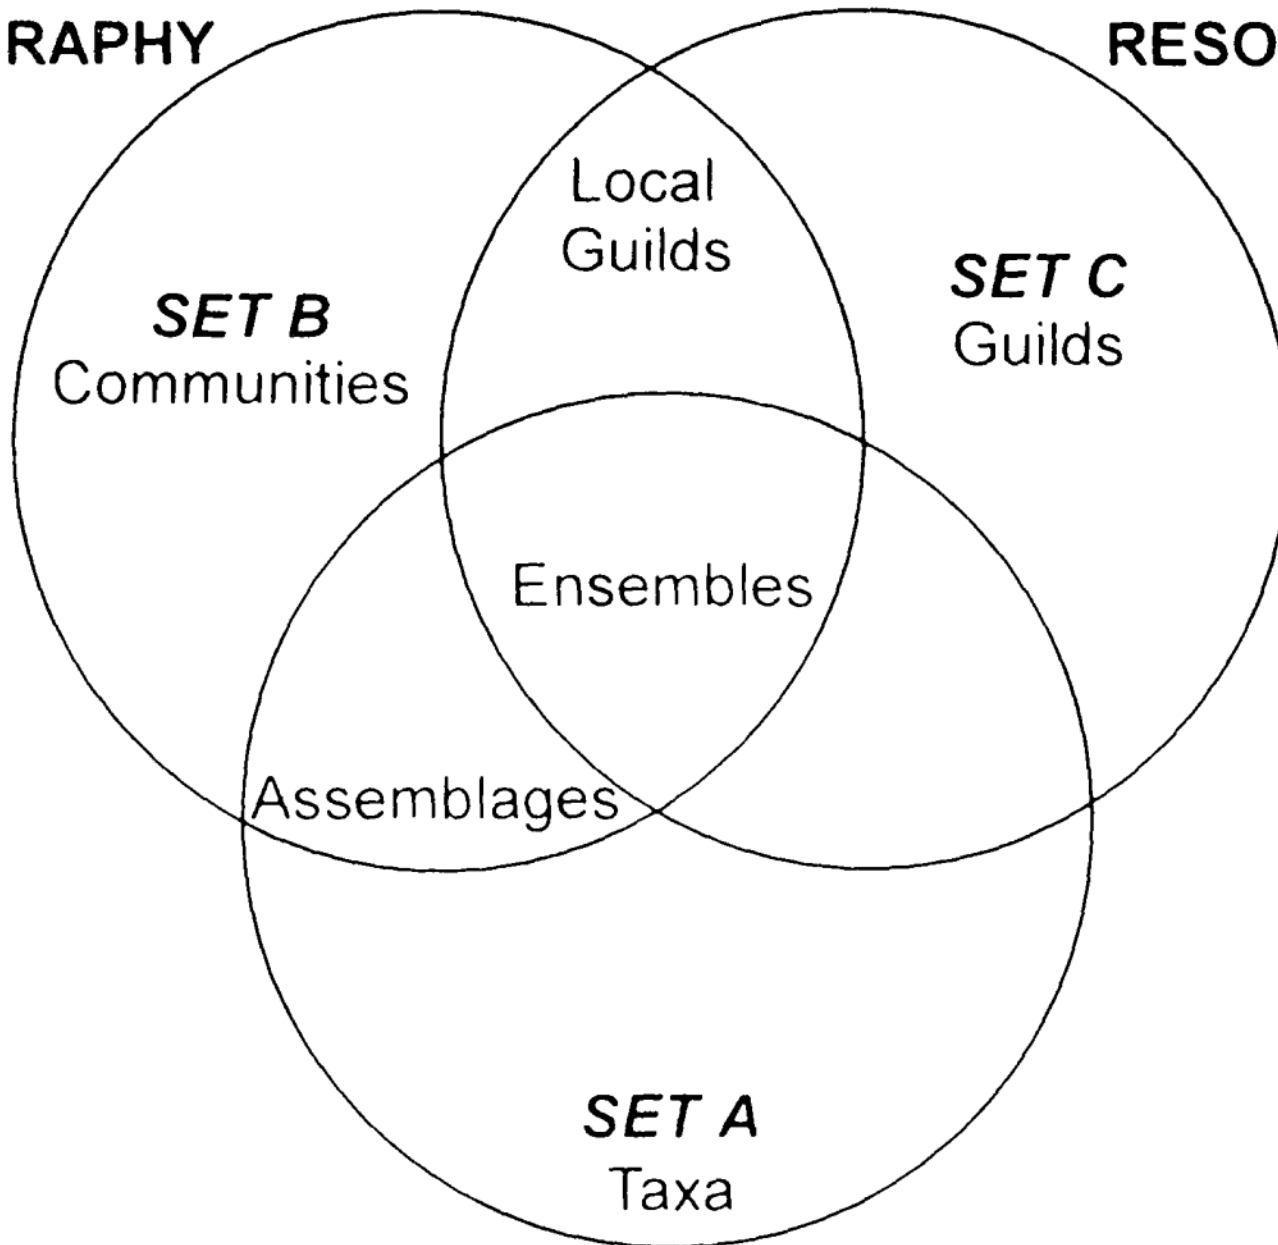 RAPHY
RESO
Local
Guilds
SET B
Communities
SET C
Guilds
Ensembles
Assemblages
SET A
Taxa